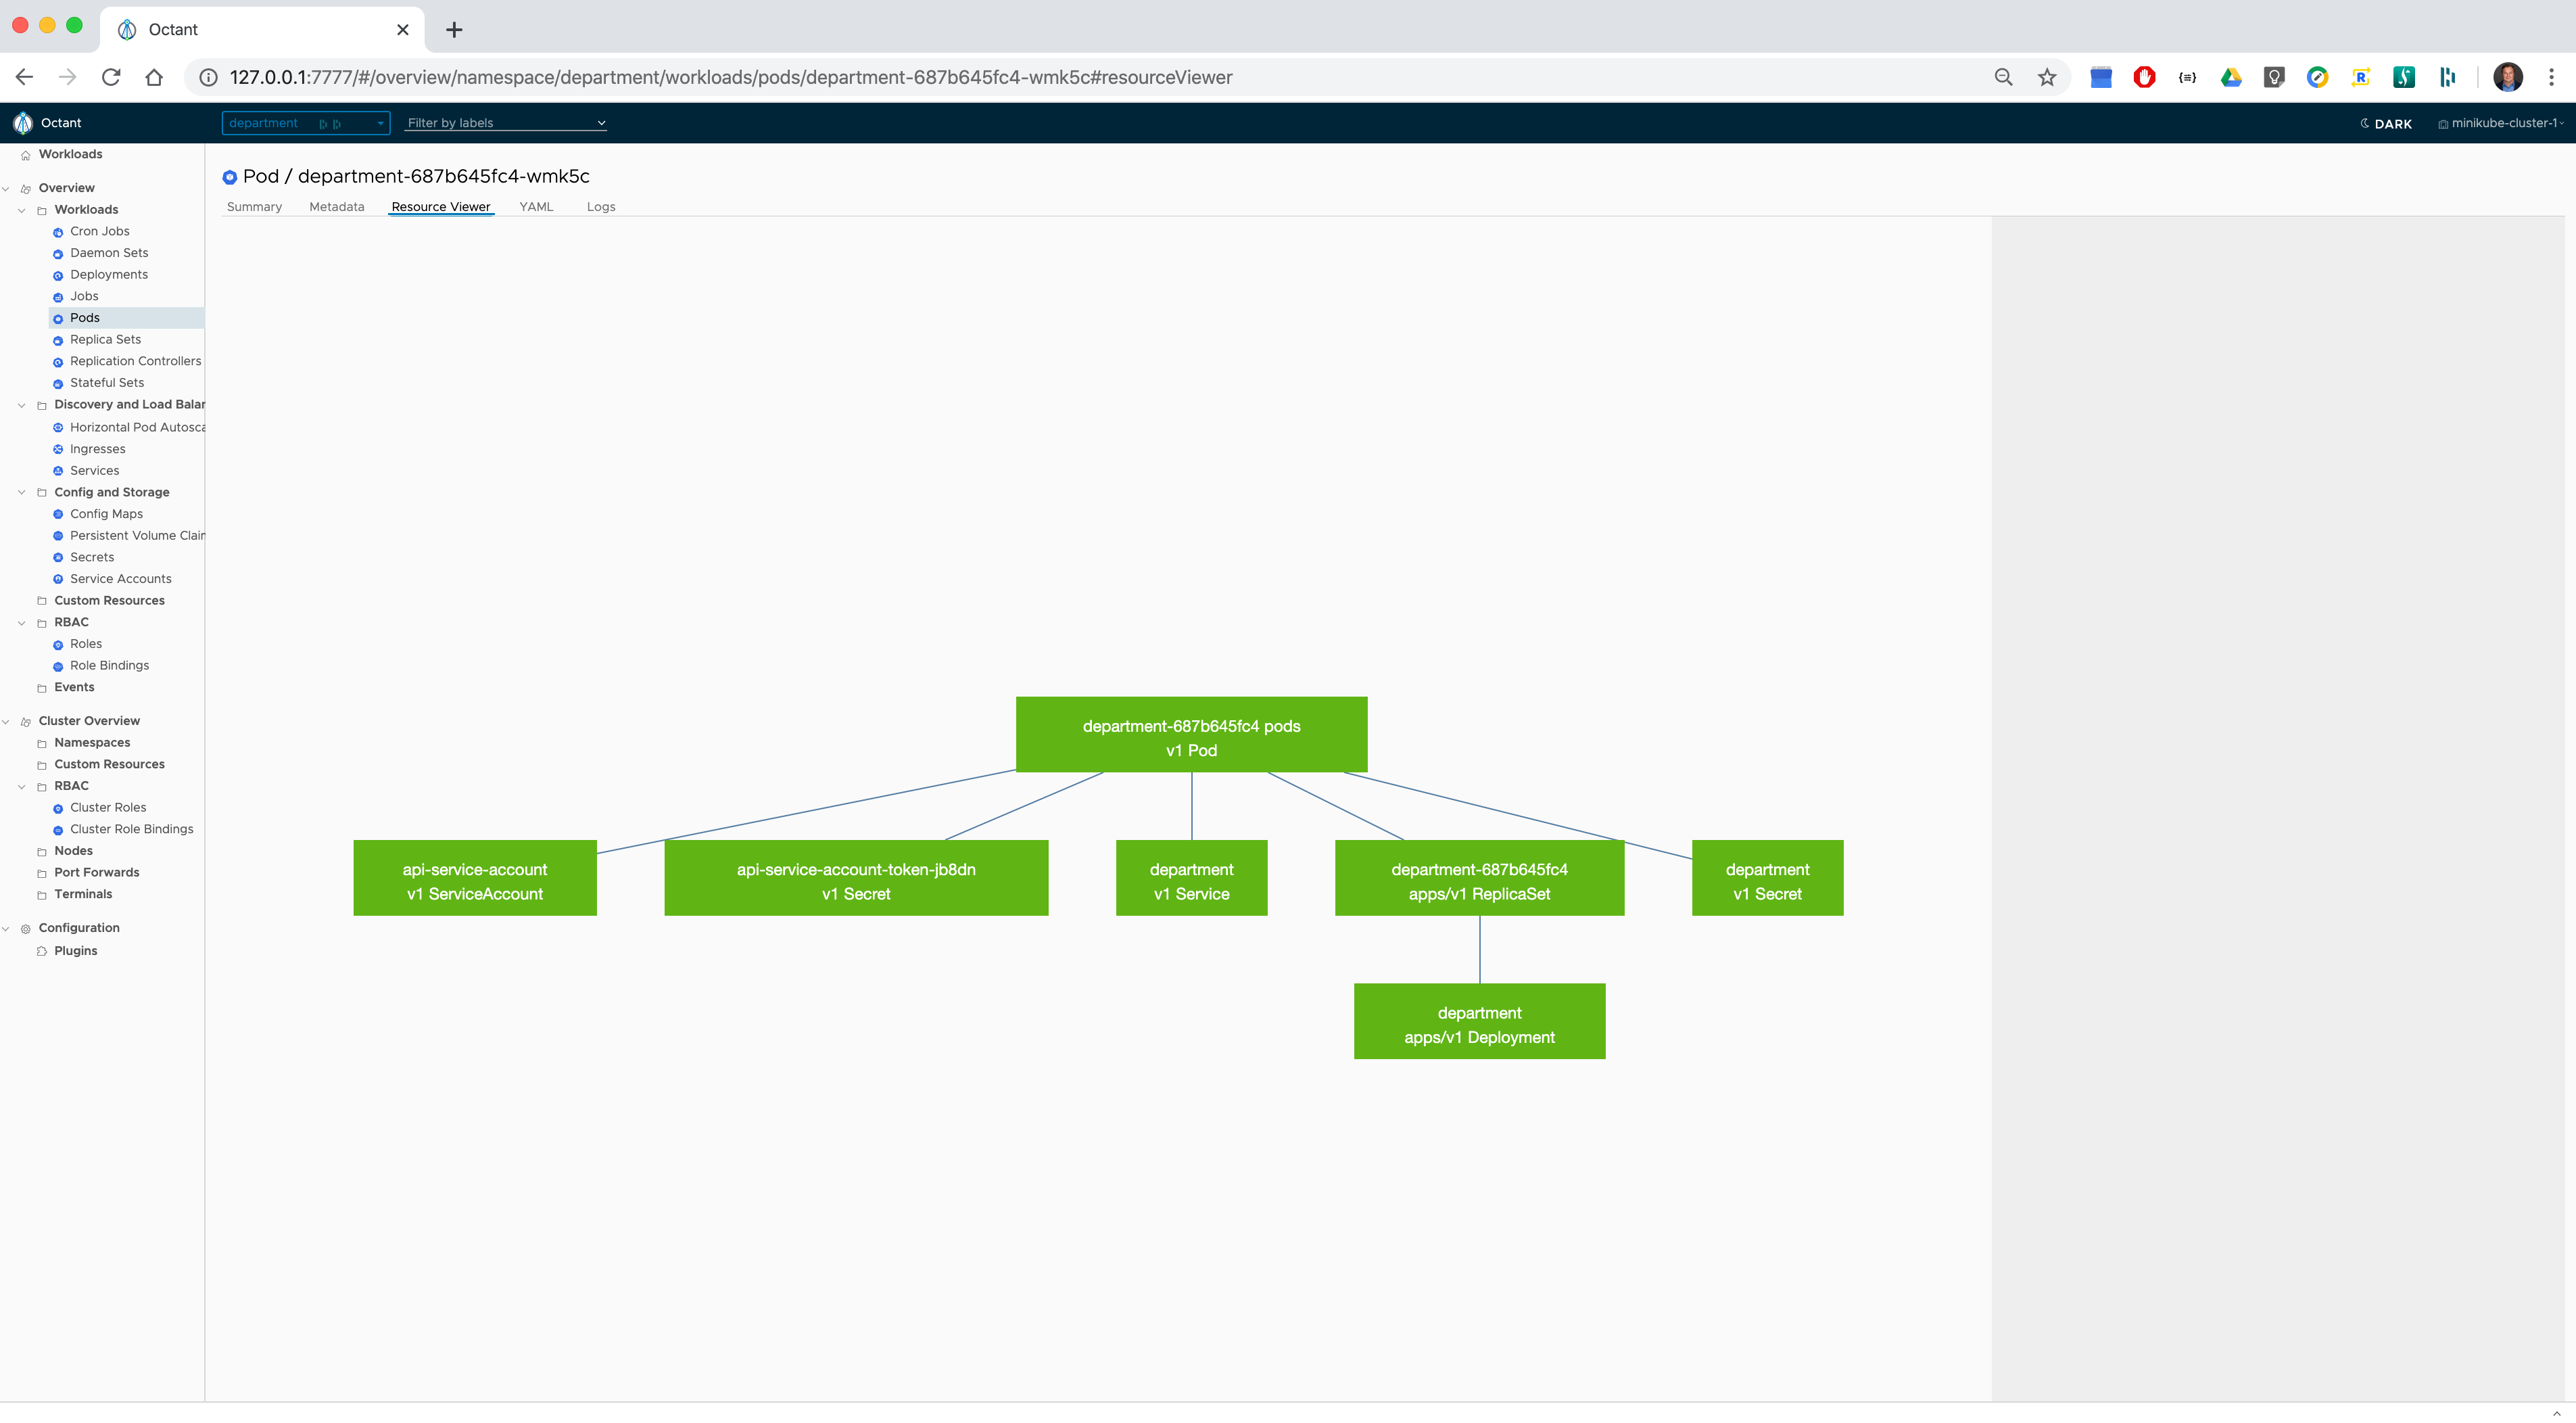 Octant
127.0.0.1:7777/#/overview/namespace/department/workloads/pods/department-687b645fc4-wmk5c#resourceViewer
Octant
department
Filter by labels
DARK
minikube-cluster-1
Workloads
Overview
Workloads
Cron Jobs
Daemon Sets
Deployments
Jobs
Pods
Replica Sets
Replication Controllers
Stateful Sets
Discovery and Load Balan
Horizontal Pod Autosca
Ingresses
Services
Config and Storage
Config Maps
Persistent Volume Clair
Secrets
Service Accounts
Custom Resources
RBAC
Roles
Role Bindings
Events
Cluster Overview
Namespaces
Custom Resources
RBAC
Cluster Roles
Cluster Role Bindings
Nodes
Port Forwards
Terminals
Configuration
Plugins
Pod / department-687b645fc4-wmk5c
Summary
Metadata
Resource Viewer
YAML
Logs
department-687b645fc4 pods
v1 Pod
api-service-account
v1 ServiceAccount
api-service-account-token-jb8dn
v1 Secret
department
v1 Service
department-687b645fc4
apps/v1 ReplicaSet
department
v1 Secret
department
apps/v1 Deployment